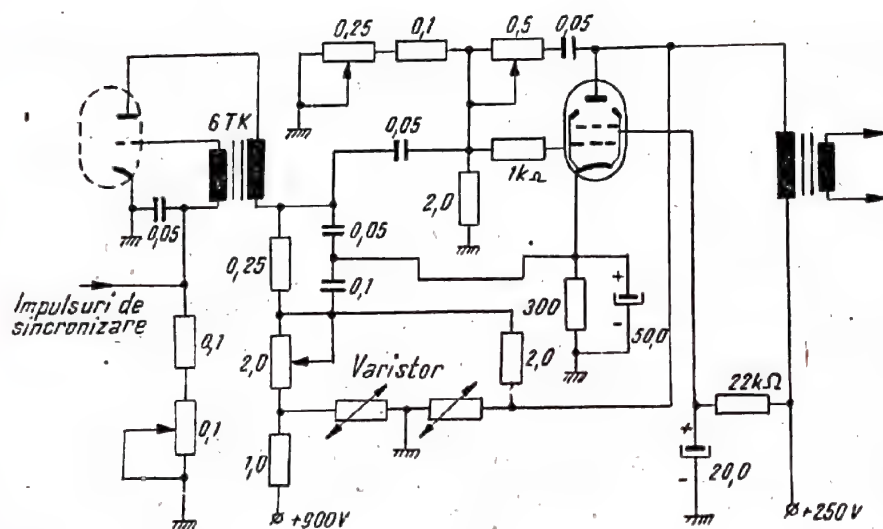 0,25
0,1
0,5
0,05
6TK
0,05
1kΩ
0,05
2,0
0,05
0,25
0,1
Impulsuri de
sincronizare
300
+
-
50,0
0,1
2,0
Varistor
2,0
22kΩ
0,1
1,0
+
-
20,0
+900V
+250V